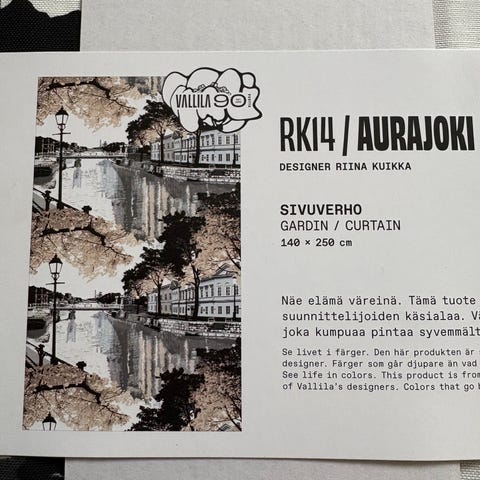 VALLILA 90
RK14 / AURAJOKI
DESIGNER RIINA KUIKKA
SIVUVERHO
GARDIN / CURTAIN
140 × 250 cm
Näe elämä väreinä. Tämä tuote
suunnittelijoiden käsialaa.
joka kumpuaa pintaa syvemmält
Se livet i färger. Den här produkten är
designer. Färger som går djupare än vad
See life in colors. This product is from
of Vallila's designers. Colors that go